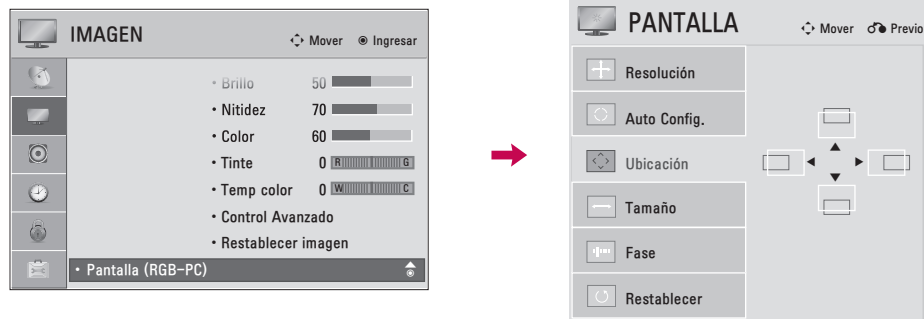 IMAGEN
Mover Ingresar
• Brillo 50
• Nitidez 70
• Color 60
• Tinte 0 R G
• Temp color 0 W C
• Control Avanzado
• Restablecer imagen
• Pantalla (RGB-PC)
PANTALLA
Mover Previo
Resolución
Auto Config.
Ubicación
Tamaño
Fase
Restablecer